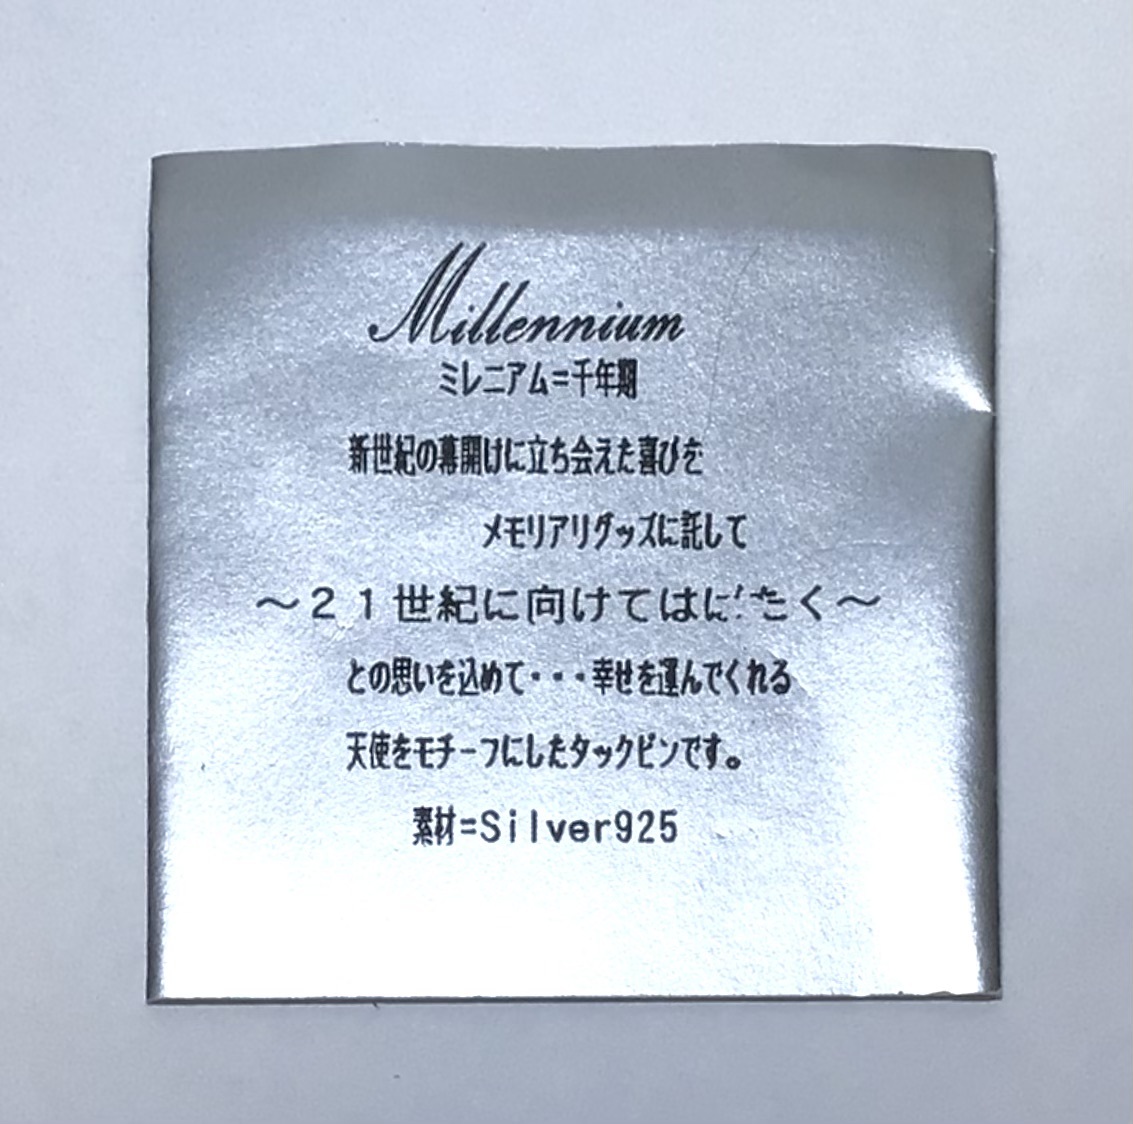 Millennium
ミレニアム=千年期
新世紀の幕開けに立ち会えた喜びを
メモリアリグッズに託して
～２１世紀に向けてはばたく～
との思いを込めて・・・幸せを運んでくれる
天使をモチーフにしたタックピンです。
素材=Silver925